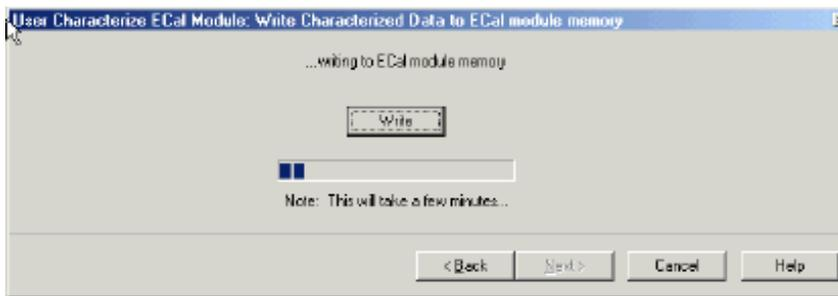 User Characterize ECal Module: Write Characterized Data to ECal module memory
...writing to ECal module memory
Write
Note: This will take a few minutes...
< Back Next > Cancel Help